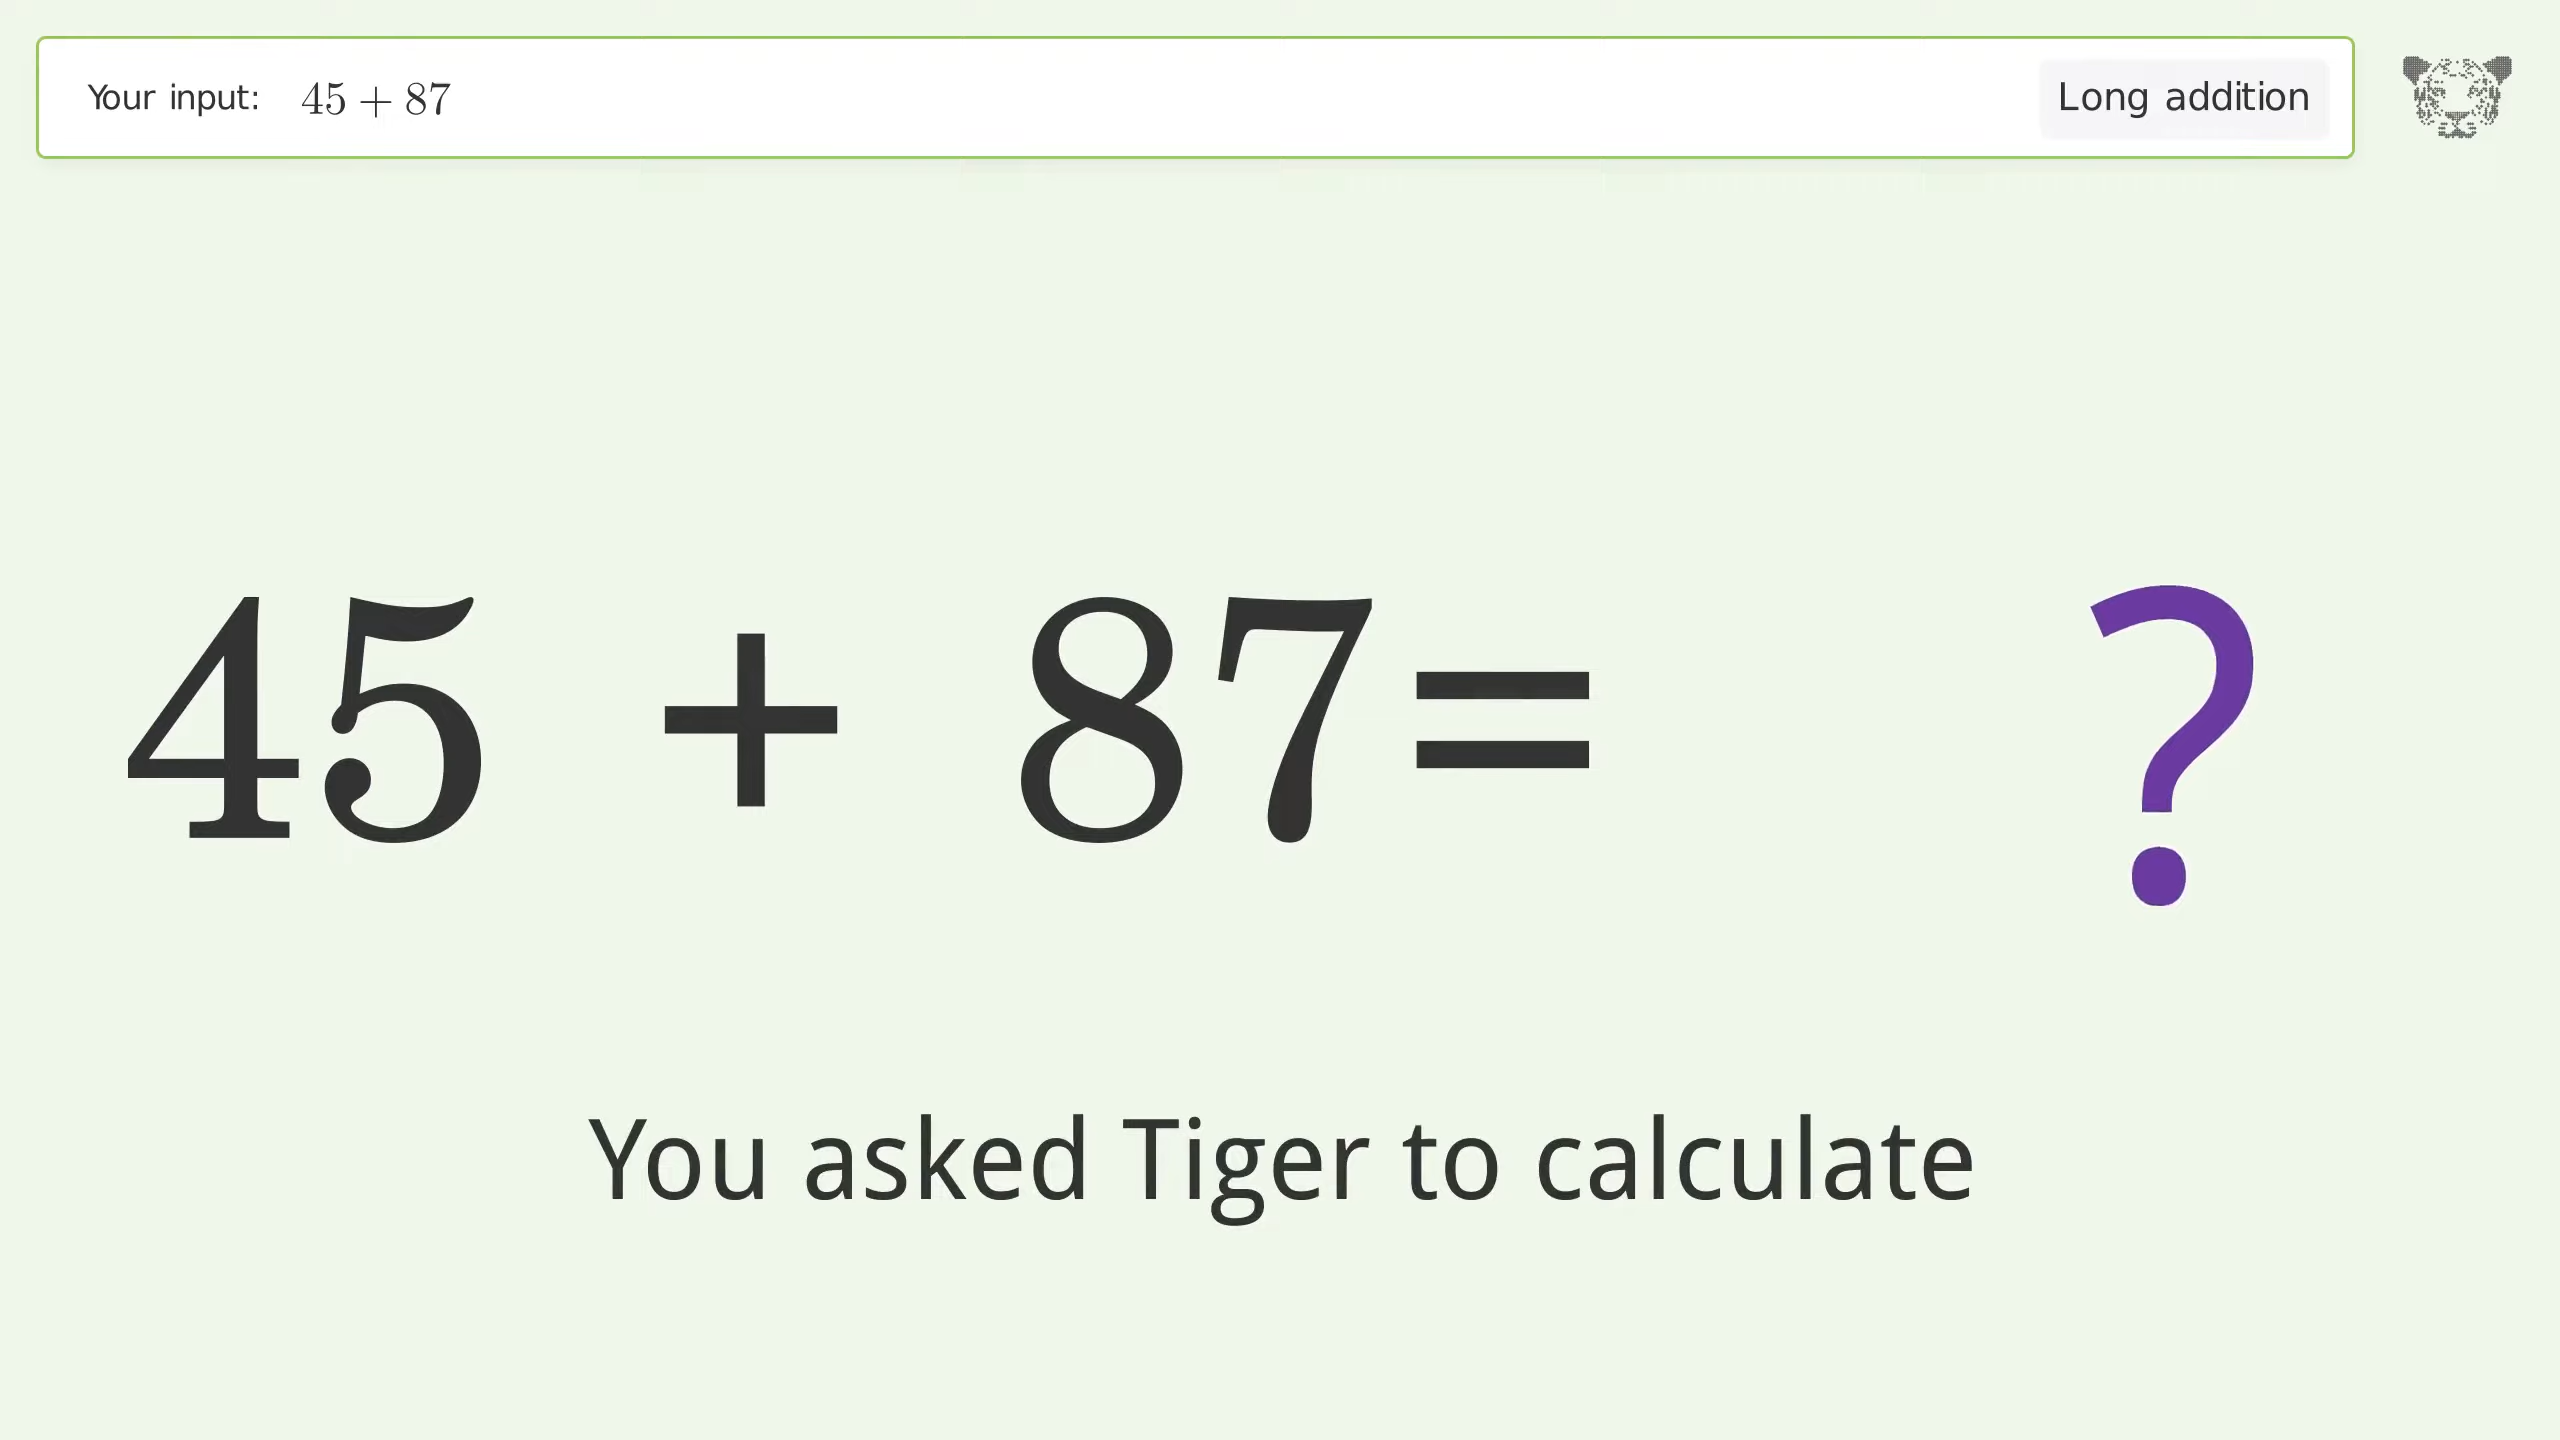 Your input: 45 + 87 Long addition
45 + 87= ?
You asked Tiger to calculate